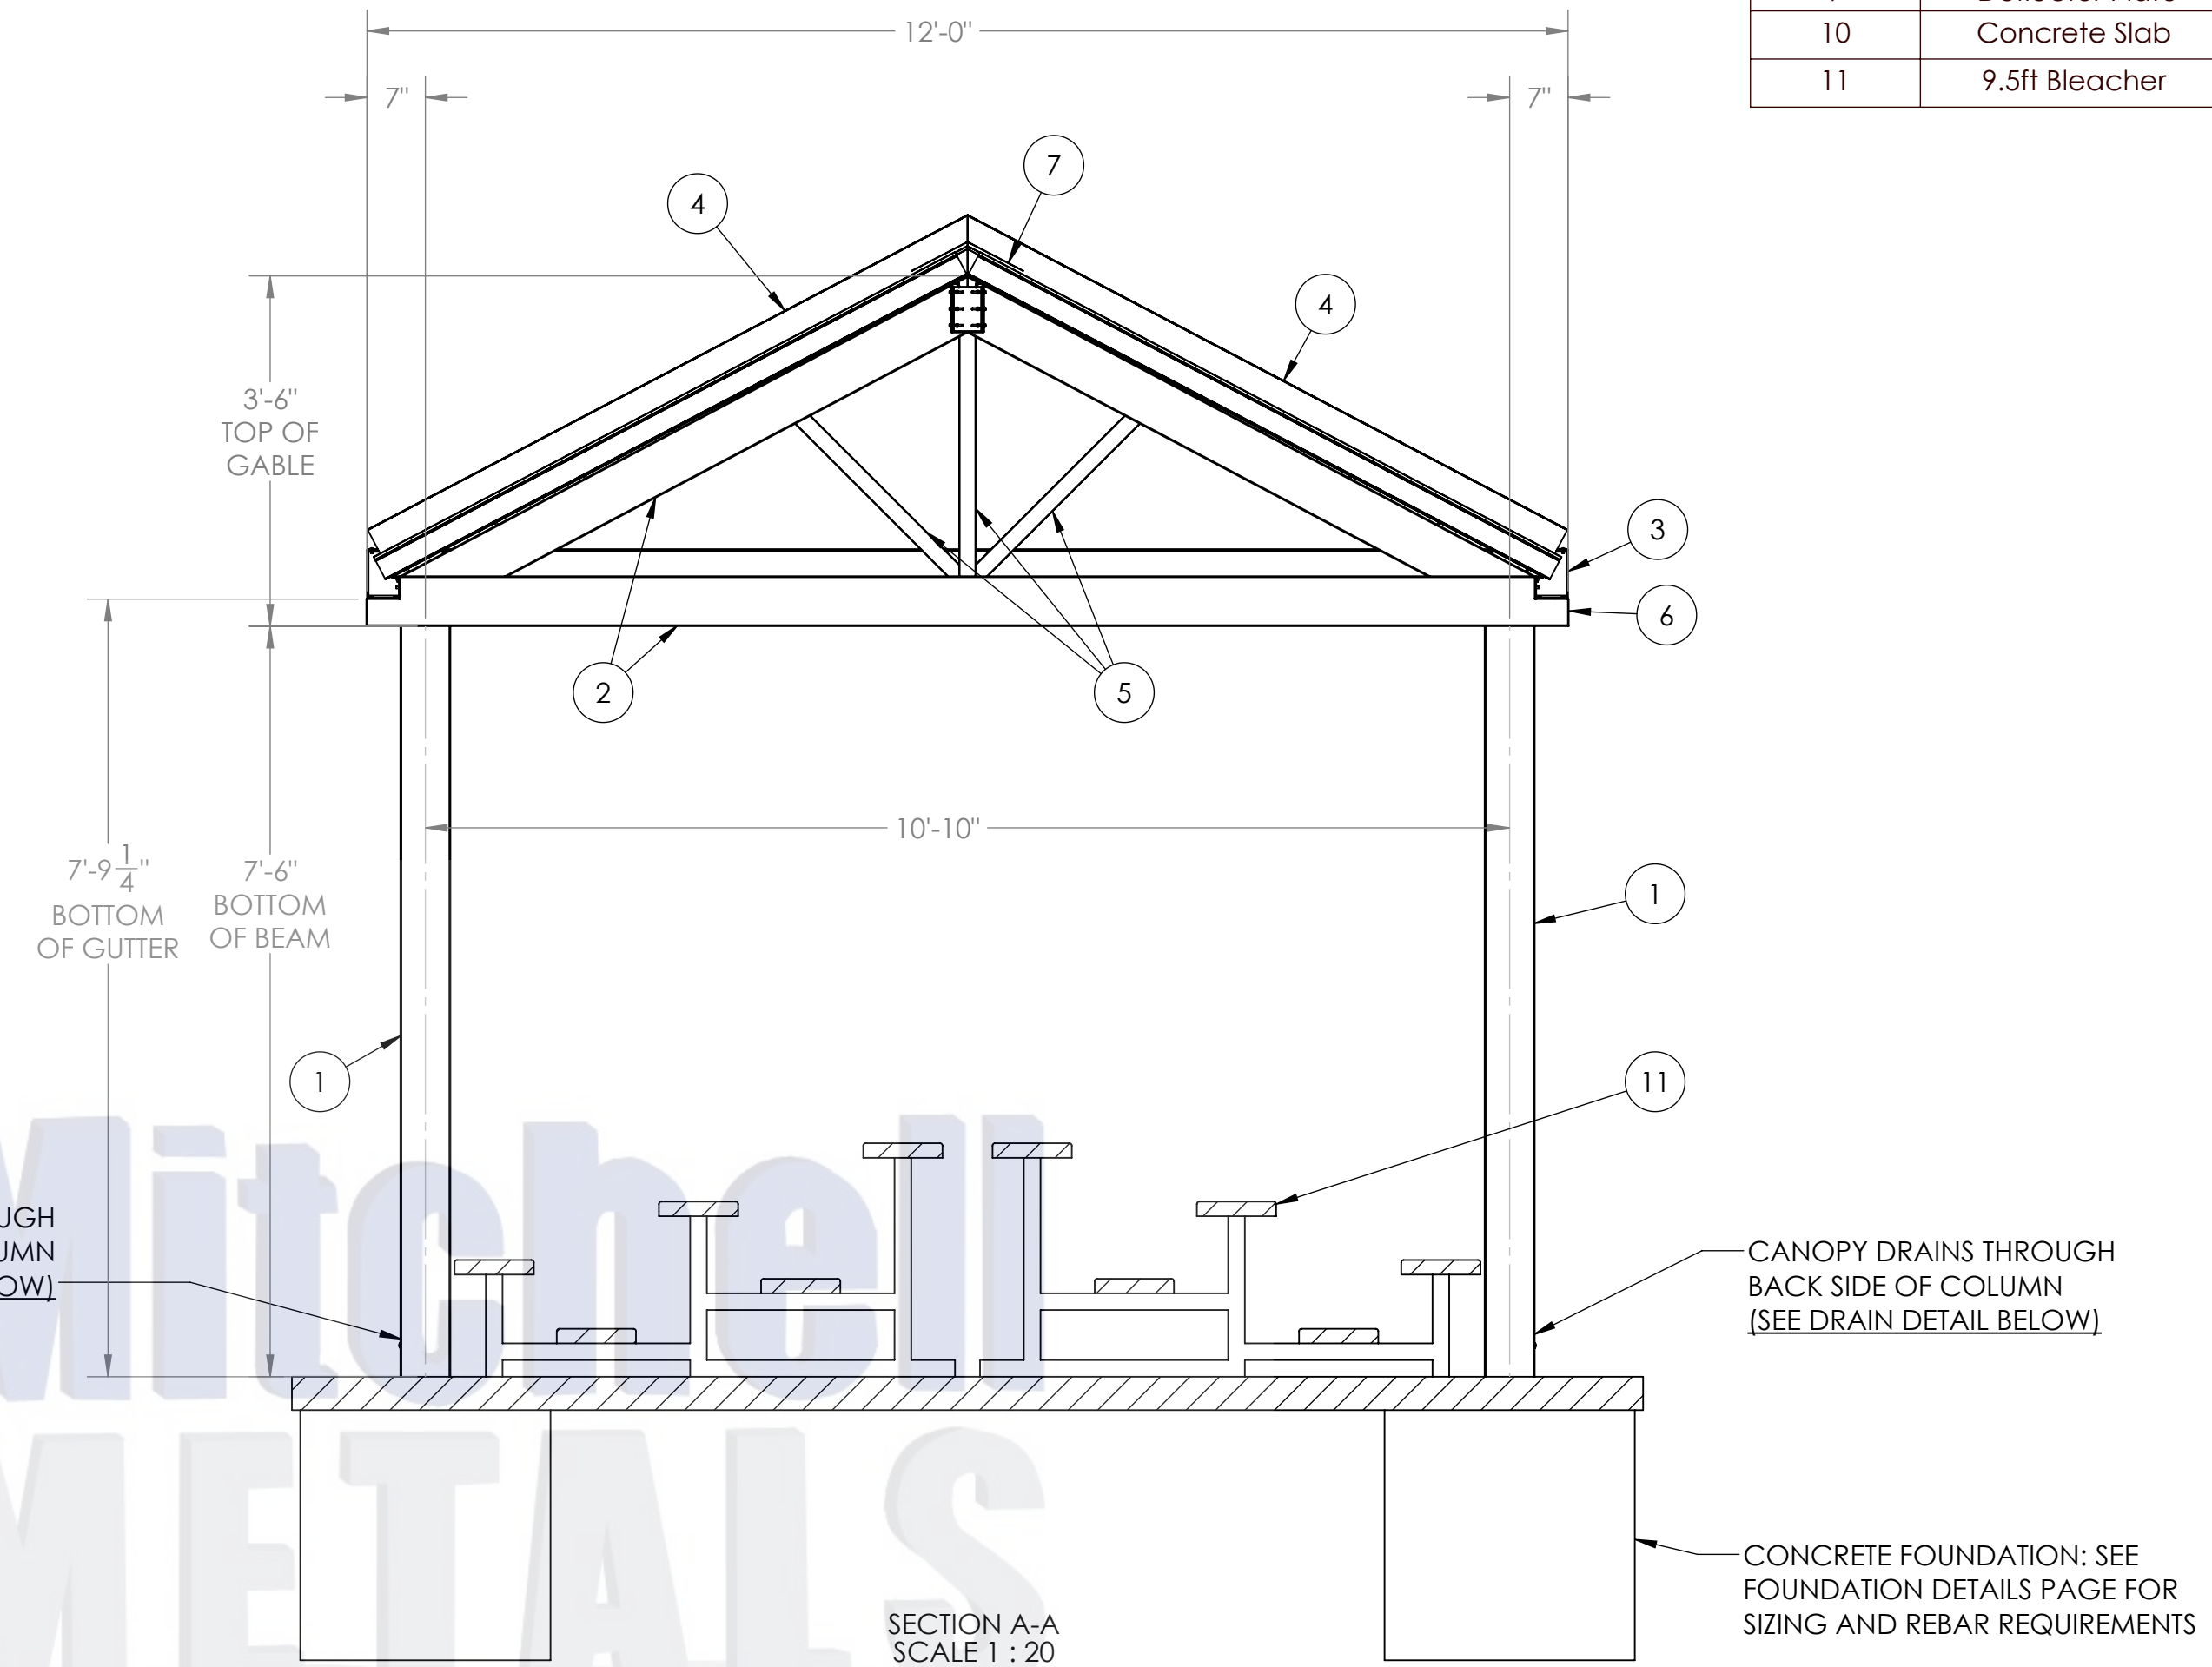 12'-0"
10
Concrete Slab
11
9.5ft Bleacher
7"
7"
7
4
4
3'-6"
TOP OF
GABLE
3
6
2
5
10'-10"
7'-9 1/4"
BOTTOM
OF GUTTER
7'-6"
BOTTOM
OF BEAM
1
1
11
Mitchell
METALS
OW)
CANOPY DRAINS THROUGH
BACK SIDE OF COLUMN
(SEE DRAIN DETAIL BELOW)
CONCRETE FOUNDATION: SEE
FOUNDATION DETAILS PAGE FOR
SIZING AND REBAR REQUIREMENTS
SECTION A-A
SCALE 1 : 20